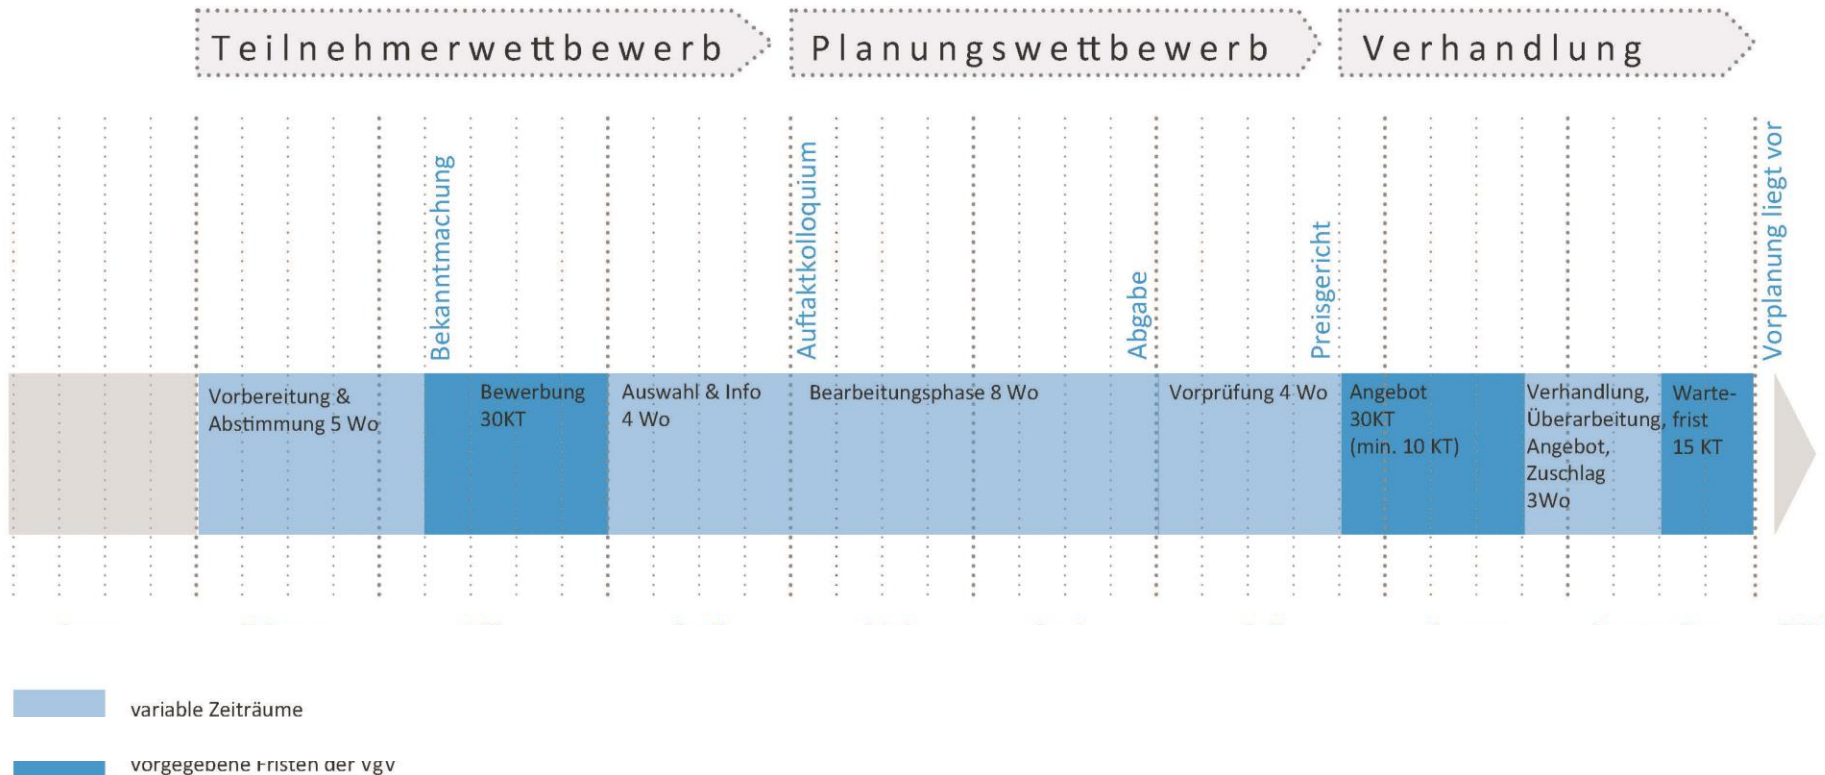 Teilnehmerwettbewerb
Planungswettbewerb
Verhandlung
Bekanntmachung
Auftaktkolloquium
Abgabe
Preisgericht
Vorplanung liegt vor
Vorbereitung &
Abstimmung 5 Wo
Bewerbung
30KT
Auswahl & Info
4 Wo
Bearbeitungsphase 8 Wo
Vorprüfung 4 Wo
Angebot
30KT
(min. 10 KT)
Verhandlung,
Überarbeitung,
Angebot,
Zuschlag
3Wo
Warte-
frist
15 KT
variable Zeiträume
vorgegebene Fristen der VgV